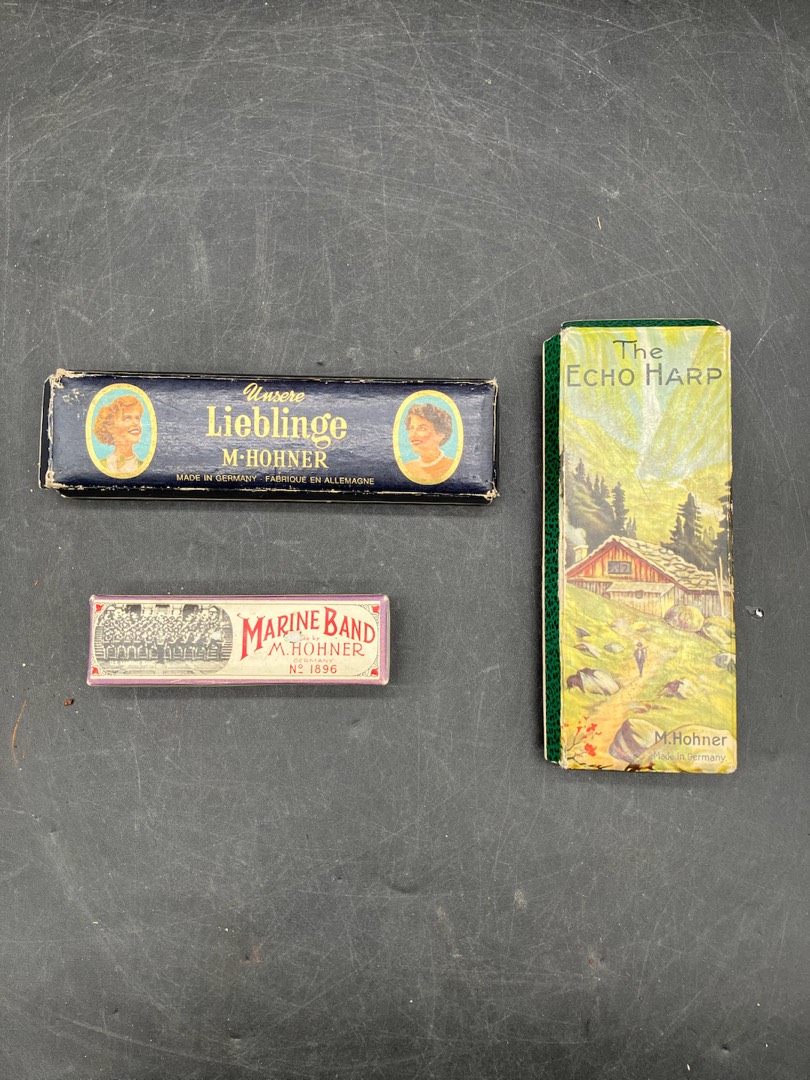 Unsere
Lieblinge
M·HOHNER
MADE IN GERMANY · FABRIQUÉ EN ALLEMAGNE
The
ECHO HARP
M. Hohner
Made in Germany.
MARINE BAND
by
M. HOHNER
GERMANY
Nº 1896